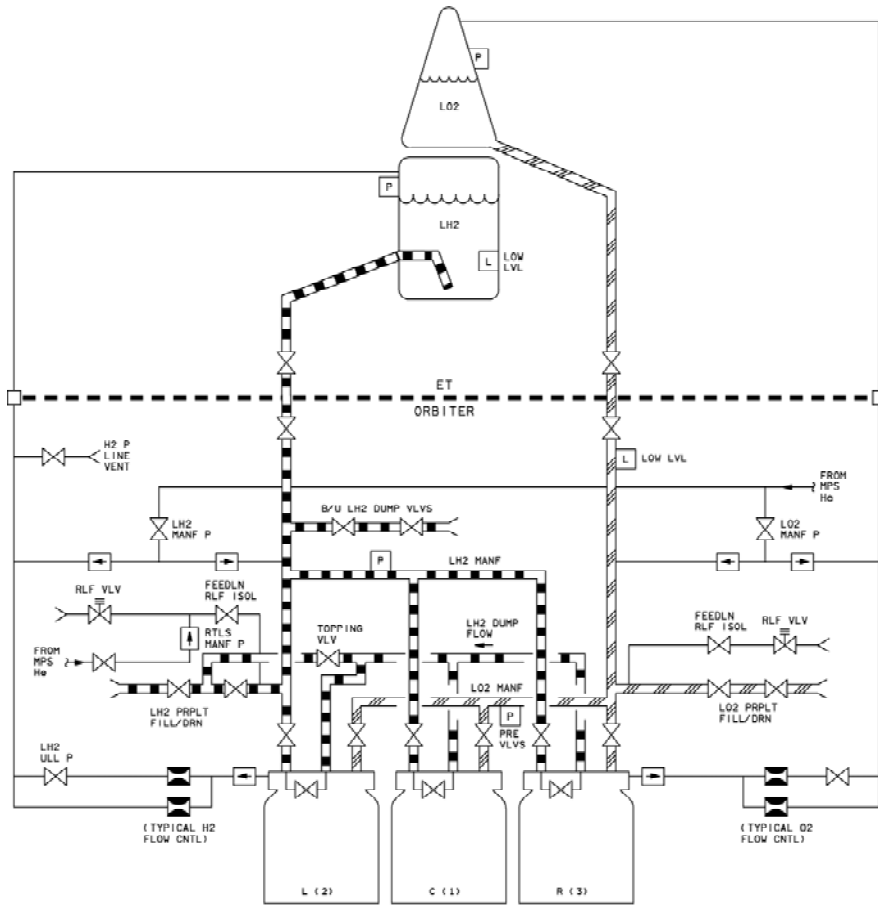 P
LO2
P
LH2
L
LOW
LVL
ET
ORBITER
H2 P
LINE
VENT
L
LOW LVL
FROM
MPS
He
LH2
MANF P
B/U LH2 DUMP VLVS
LO2
MANF P
P
LH2 MANF
RLF VLV
FEEDLN
RLF ISOL
RTLS
MANF P
FROM
MPS
He
TOPPING
VLV
LH2 DUMP
FLOW
FEEDLN
RLF ISOL
RLF VLV
LO2 MANF
LH2 PRPLT
FILL/DRN
P
PRE
VLVS
LO2 PRPLT
FILL/DRN
LH2
ULL P
(TYPICAL H2
FLOW CNTL)
(TYPICAL O2
FLOW CNTL)
L (2)
C (1)
R (3)